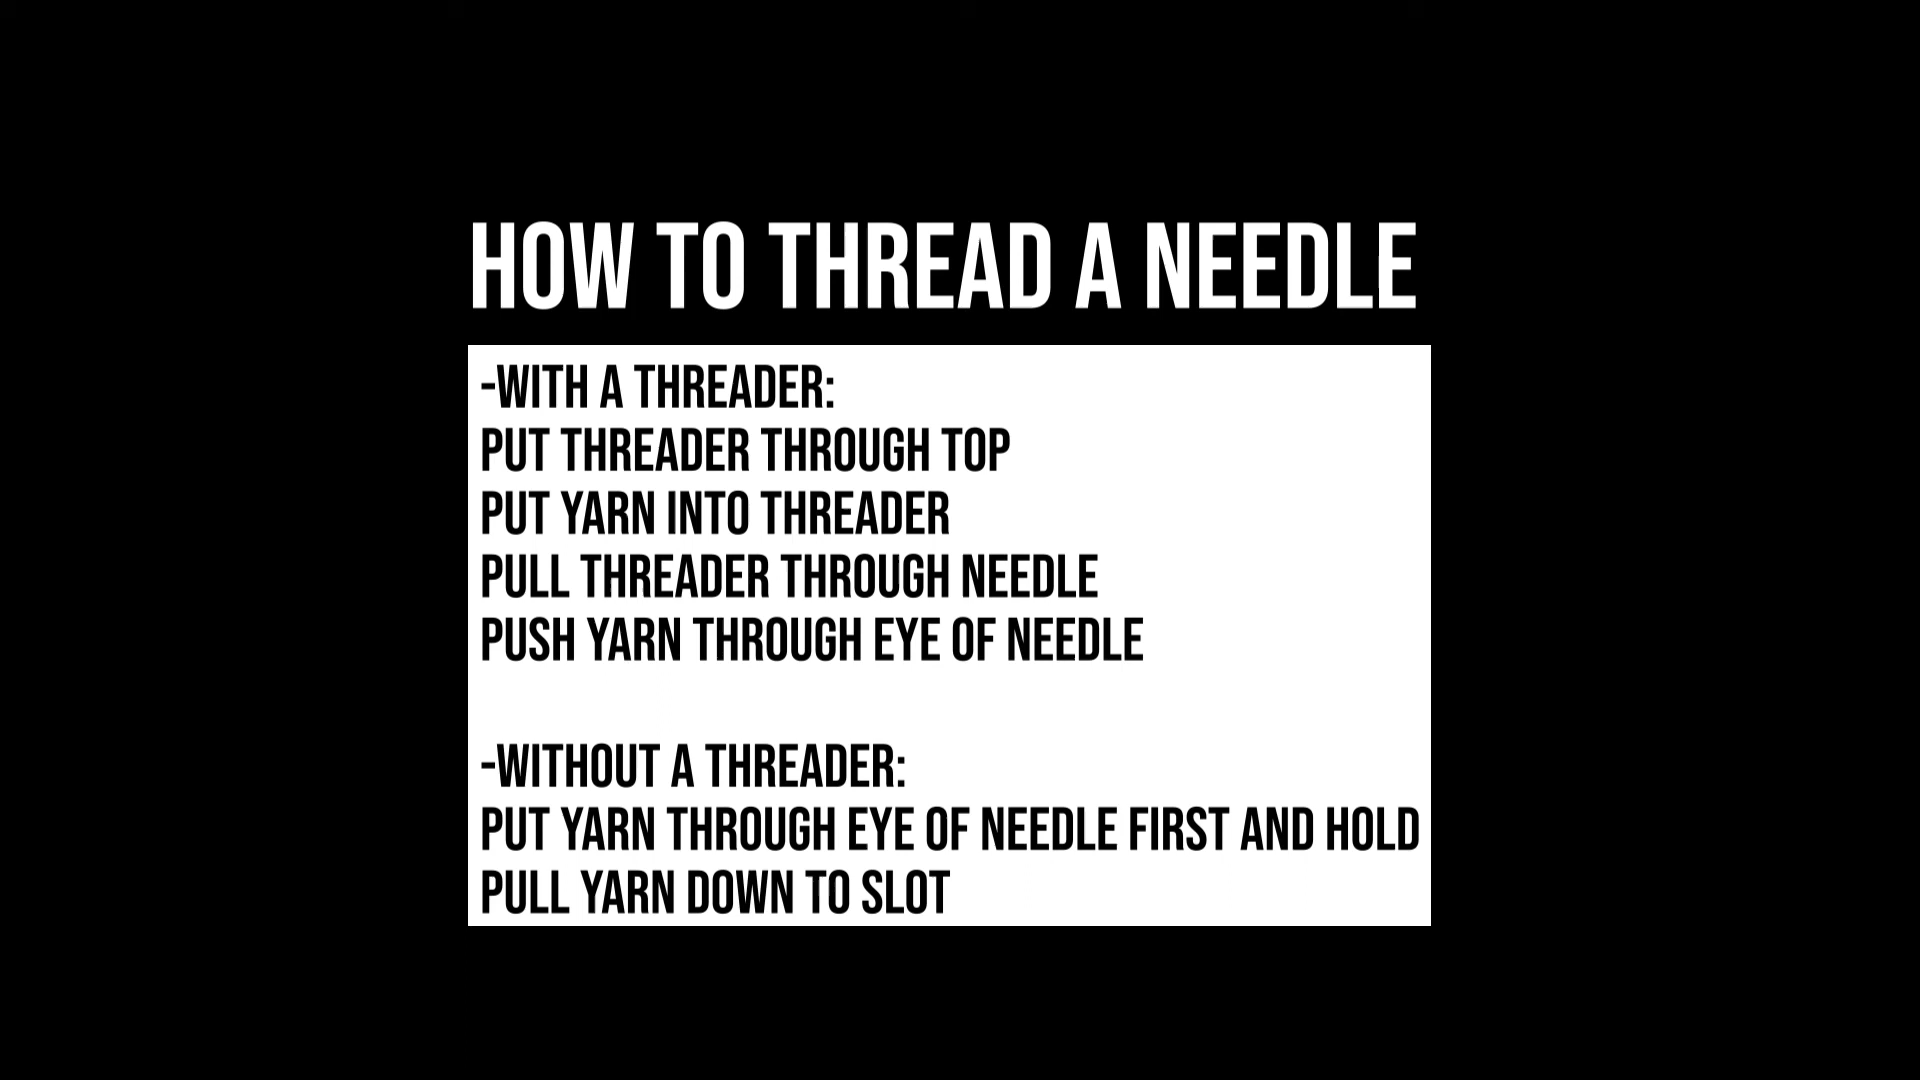 HOW TO THREAD A NEEDLE
-WITH A THREADER:
PUT THREADER THROUGH TOP
PUT YARN INTO THREADER
PULL THREADER THROUGH NEEDLE
PUSH YARN THROUGH EYE OF NEEDLE
-WITHOUT A THREADER:
PUT YARN THROUGH EYE OF NEEDLE FIRST AND HOLD
PULL YARN DOWN TO SLOT